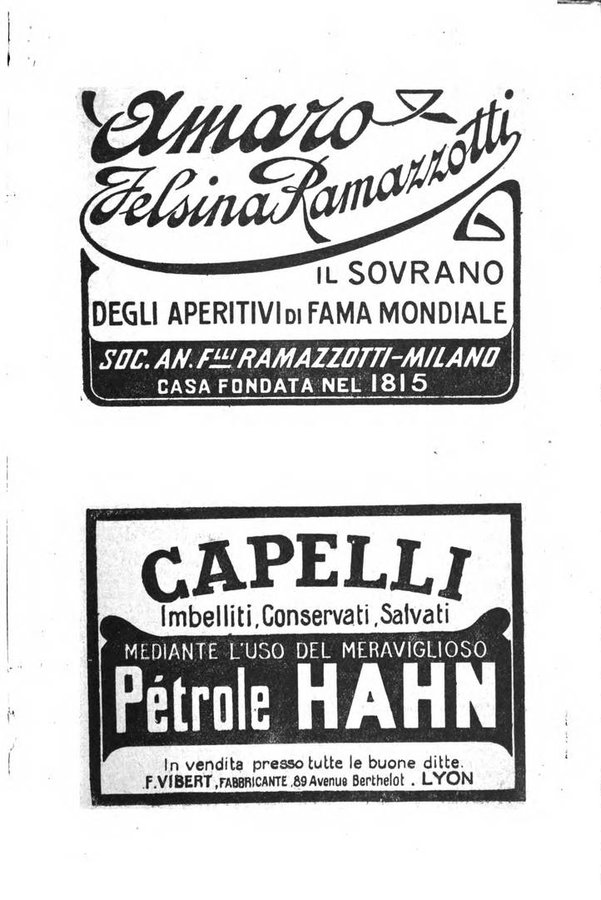 Amaro
Felsina Ramazzotti
IL SOVRANO
DEGLI APERITIVI DI FAMA MONDIALE
SOC. AN. F.LLI RAMAZZOTTI-MILANO
CASA FONDATA NEL 1815
CAPELLI
Imbelliti, Conservati, Salvati
MEDIANTE L'USO DEL MERAVIGLIOSO
Pétrole HAHN
In vendita presso tutte le buone ditte.
F. VIBERT, FABBRICANTE. 89 Avenue Berthelot. LYON